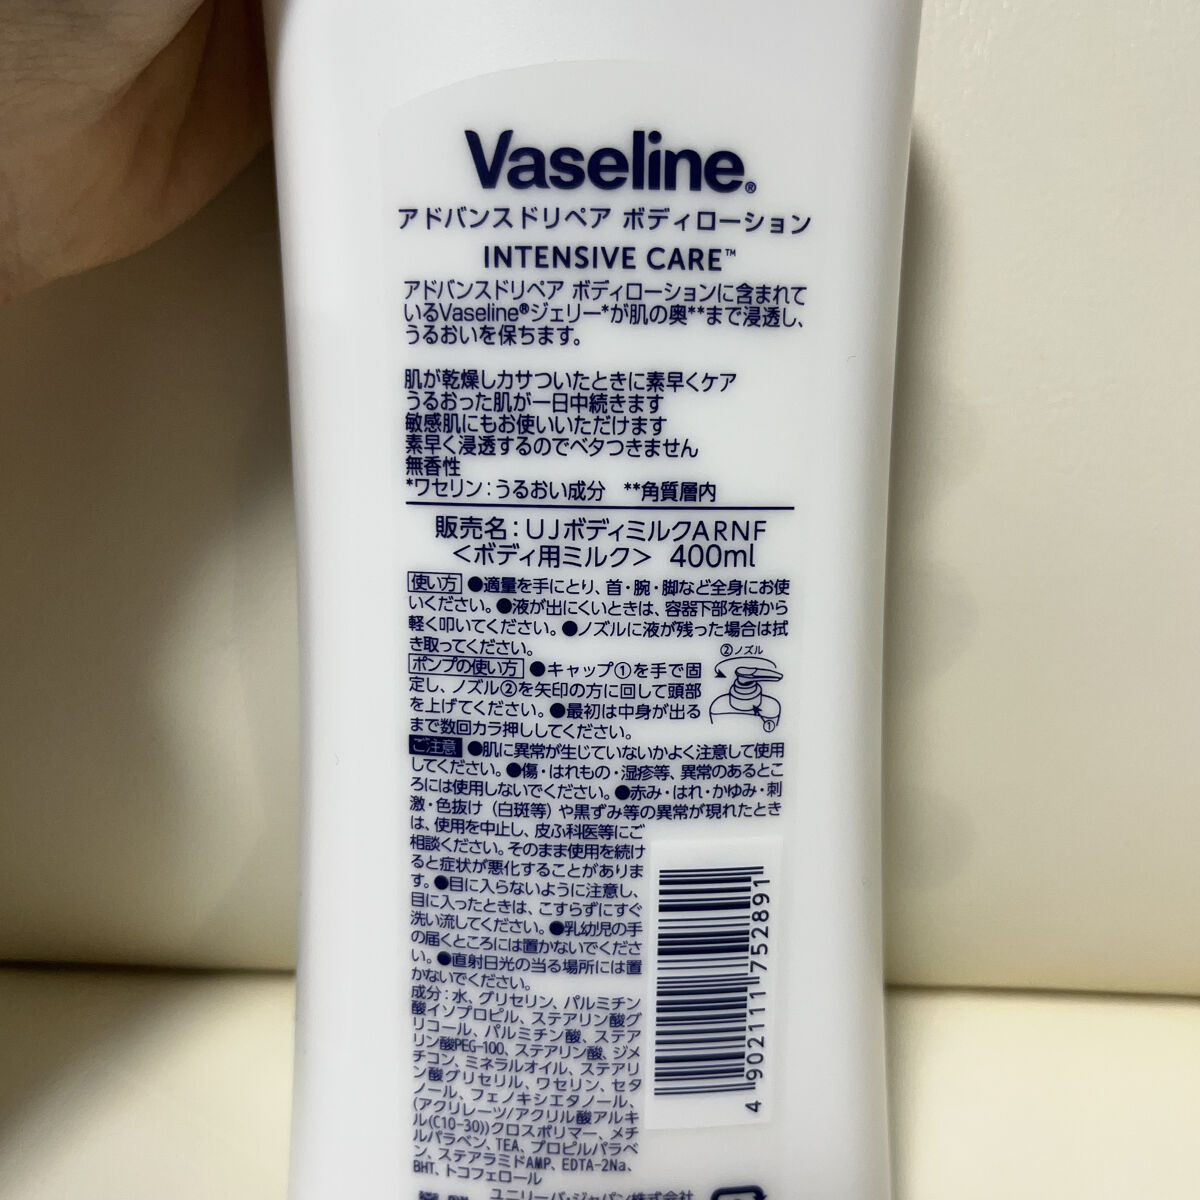 Vaseline®
アドバンスドリペア ボディローション
INTENSIVE CARE™
アドバンスドリペア ボディローションに含まれて
いるVaseline®ジェリー*が肌の奥**まで浸透し、
うるおいを保ちます。
肌が乾燥しカサついたときに素早くケア
うるおった肌が一日中続きます
敏感肌にもお使いいただけます
素早く浸透するのでベタつきません
無香性
*ワセリン:うるおい成分 **角質層内
販売名:UJボディミルクARNF
<ボディ用ミルク> 400ml
使い方 ●適量を手にとり、首・腕・脚など全身にお使
いください。●液が出にくいときは、容器下部を横から
軽く叩いてください。●ノズルに液が残った場合は拭
き取ってください。
②ノズル
ポンプの使い方 ●キャップ①を手で固
定し、ノズル②を矢印の方に回して頭部
を上げてください。●最初は中身が出る
まで数回カラ押ししてください。
①
ご注意 ●肌に異常が生じていないかよく注意して使用
してください。●傷・はれもの・湿疹等、異常のあるとこ
ろには使用しないでください。●赤み・はれ・かゆみ・刺
激・色抜け(白斑等)や黒ずみ等の異常が現れたとき
は、使用を中止し、皮ふ科医等にご
相談ください。そのまま使用を続け
ると症状が悪化することがありま
す。●目に入らないように注意し、
目に入ったときは、こすらずにすぐ
洗い流してください。●乳幼児の手
の届くところには置かないでくださ
い。●直射日光の当る場所には置
かないでください。
成分:水、グリセリン、パルミチン
酸イソプロピル、ステアリン酸グ
リコール、パルミチン酸、ステア
リン酸PEG-100、ステアリン酸、ジメ
チコン、ミネラルオイル、ステアリ
ン酸グリセリル、ワセリン、セタ
ノール、フェノキシエタノール、
(アクリレーツ/アクリル酸アルキ
ル(C10-30))クロスポリマー、メチ
ルパラベン、TEA、プロピルパラベ
ン、ステアラミドAMP、EDTA-2Na、
BHT、トコフェロール
ユニリーバ・ジャパン株式会社
4 902111 752891